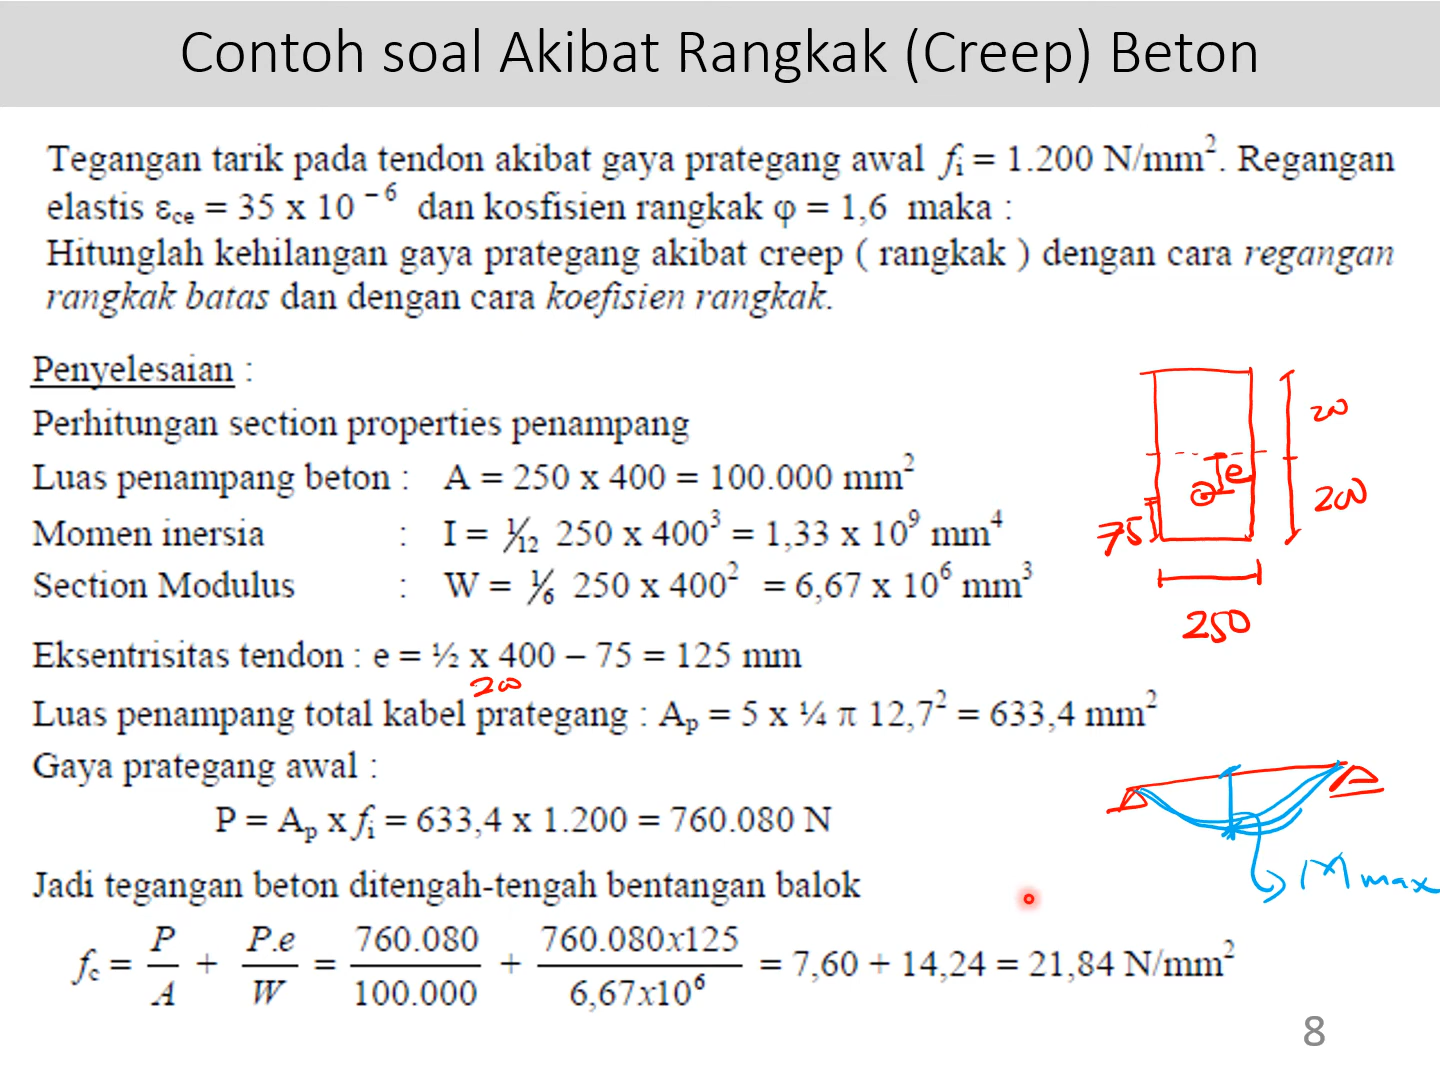 Contoh soal Akibat Rangkak (Creep) Beton
Tegangan tarik pada tendon akibat gaya prategang awal fi = 1.200 N/mm². Regangan
elastis εce = 35 x 10⁻⁶ dan kosfisien rangkak φ = 1,6 maka :
Hitunglah kehilangan gaya prategang akibat creep ( rangkak ) dengan cara regangan
rangkak batas dan dengan cara koefisien rangkak.
Penyelesaian :
Perhitungan section properties penampang
Luas penampang beton : A = 250 x 400 = 100.000 mm²
Momen inersia : I = 1/12 250 x 400³ = 1,33 x 10⁹ mm⁴
Section Modulus : W = 1/6 250 x 400² = 6,67 x 10⁶ mm³
200
e
200
75
250
Eksentrisitas tendon : e = ½ x 400 – 75 = 125 mm
200
Luas penampang total kabel prategang : Ap = 5 x ¼ π 12,7² = 633,4 mm²
Gaya prategang awal :
P = Ap x fi = 633,4 x 1.200 = 760.080 N
Jadi tegangan beton ditengah-tengah bentangan balok
M max
fc = P/A + P.e/W = 760.080/100.000 + 760.080x125/6,67x10⁶ = 7,60 + 14,24 = 21,84 N/mm²
8